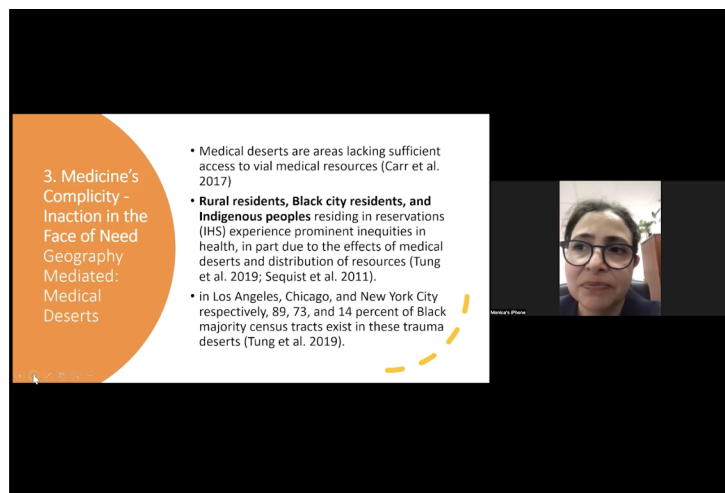 3. Medicine's
Complicity -
Inaction in the
Face of Need
Geography
Mediated:
Medical
Deserts
• Medical deserts are areas lacking sufficient
access to vial medical resources (Carr et al.
2017)
• Rural residents, Black city residents, and
Indigenous peoples residing in reservations
(IHS) experience prominent inequities in
health, in part due to the effects of medical
deserts and distribution of resources (Tung
et al. 2019; Sequist et al. 2011).
• in Los Angeles, Chicago, and New York City
respectively, 89, 73, and 14 percent of Black
majority census tracts exist in these trauma
deserts (Tung et al. 2019).
Monica's iPhone